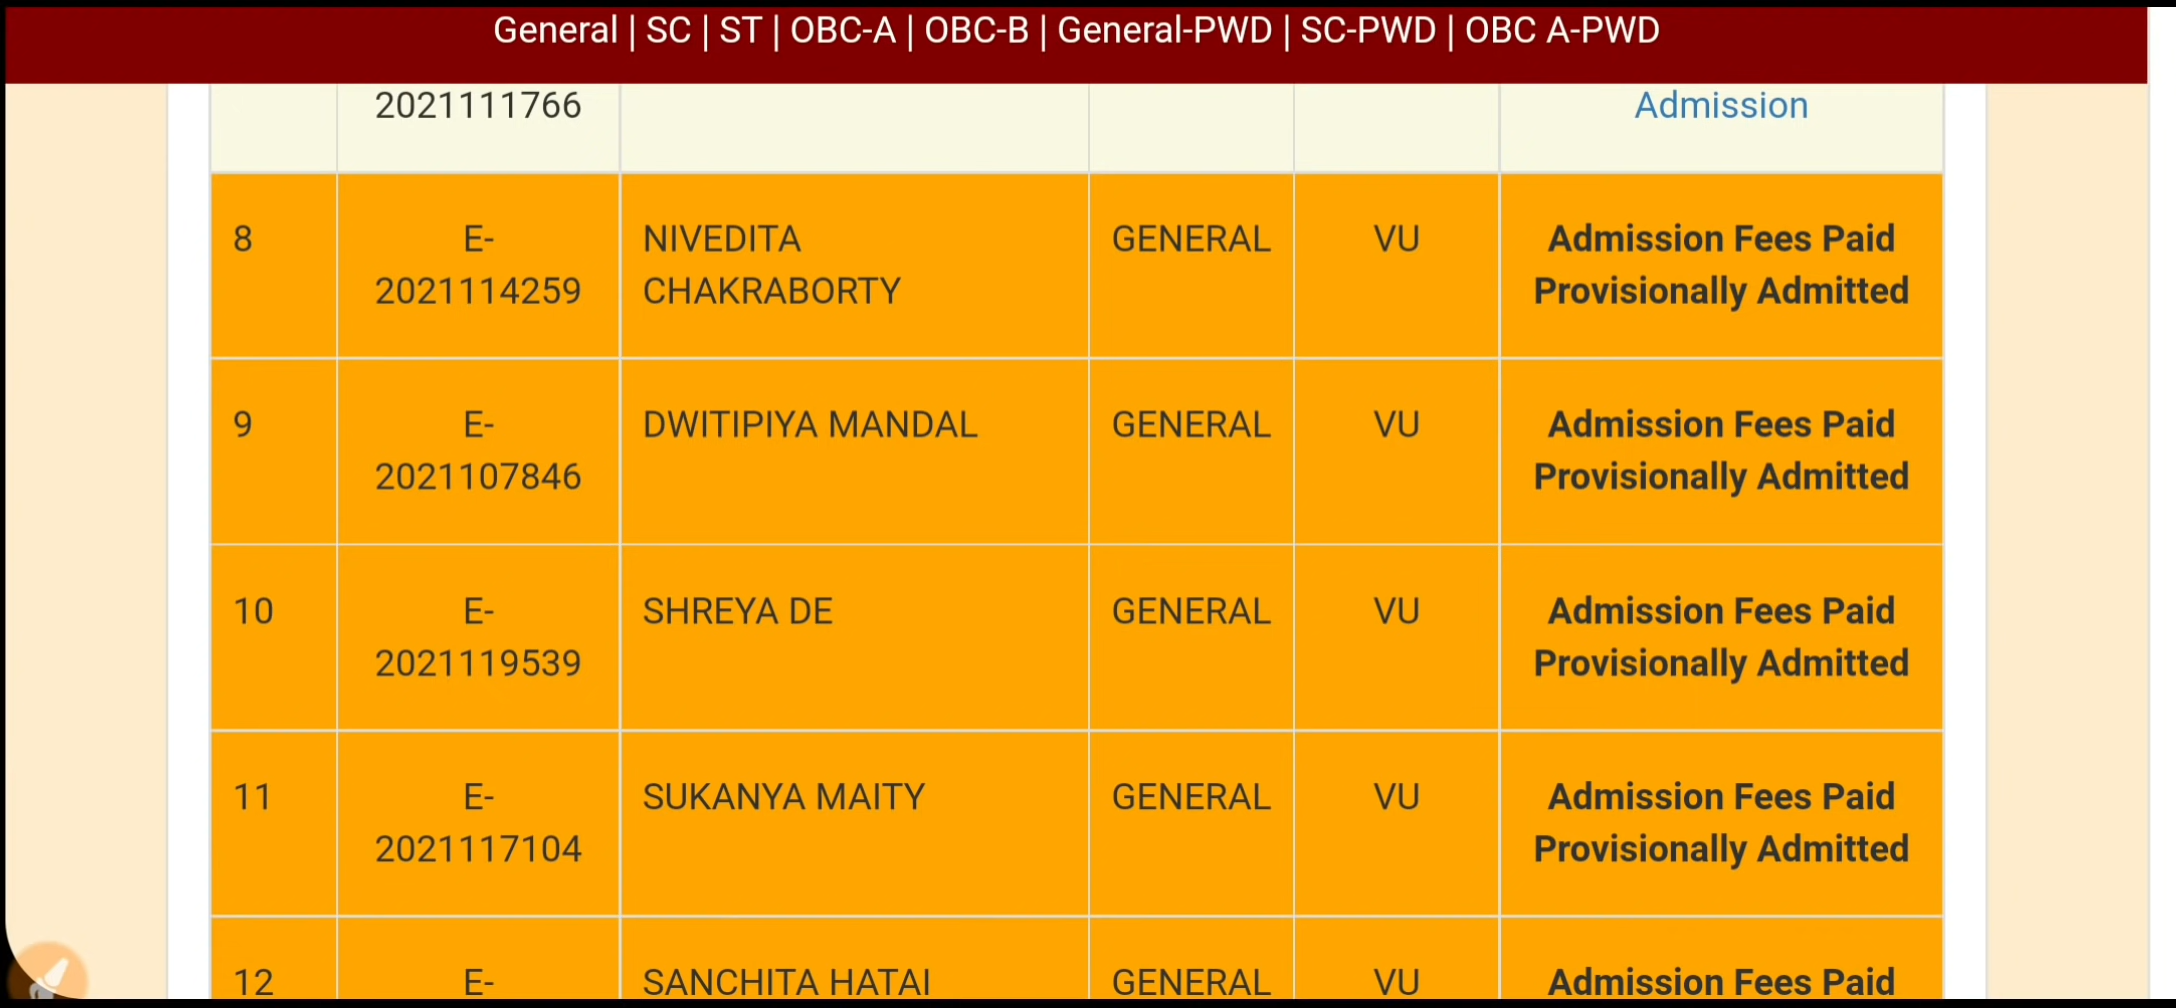 General | SC | ST | OBC-A | OBC-B | General-PWD | SC-PWD | OBC A-PWD
2021111766 Admission
8 E- NIVEDITA GENERAL VU Admission Fees Paid
2021114259 CHAKRABORTY Provisionally Admitted
9 E- DWITIPIYA MANDAL GENERAL VU Admission Fees Paid
2021107846 Provisionally Admitted
10 E- SHREYA DE GENERAL VU Admission Fees Paid
2021119539 Provisionally Admitted
11 E- SUKANYA MAITY GENERAL VU Admission Fees Paid
2021117104 Provisionally Admitted
12 E- SANCHITA HATAI GENERAL VU Admission Fees Paid